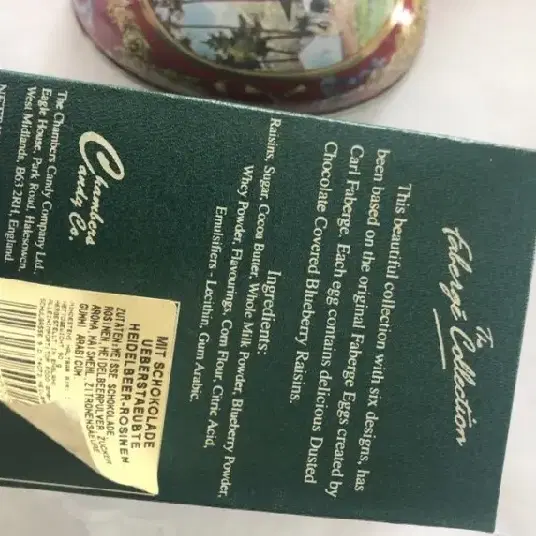 The
Fabergé Collection
This beautiful collection with six designs, has
been based on the original Faberge Eggs created by
Carl Faberge. Each egg contains delicious Dusted
Chocolate Covered Blueberry Raisins.
Ingredients:
Raisins, Sugar, Cocoa Butter, Whole Milk Powder, Blueberry Powder,
Whey Powder, Flavourings, Corn Flour, Citric Acid,
Emulsifiers - Lecithin, Gum Arabic.
Chambers
Candy Co.
The Chambers Candy Company Ltd.
Eagle House, Park Road, Halesowen,
West Midlands, B63 2RH, England
MIT SCHOKOLADE
UEBERSTAEUBTE
HEIDELBEER-ROSINEN
ZUTATEN: WEISSE SCHOKOLADE, ZUCKER
ROSINEN, HEIDELBEERPULVER,
AROMA, MAISMEHL, ZITRONENSAEURE
GUMMI ARABICUM.